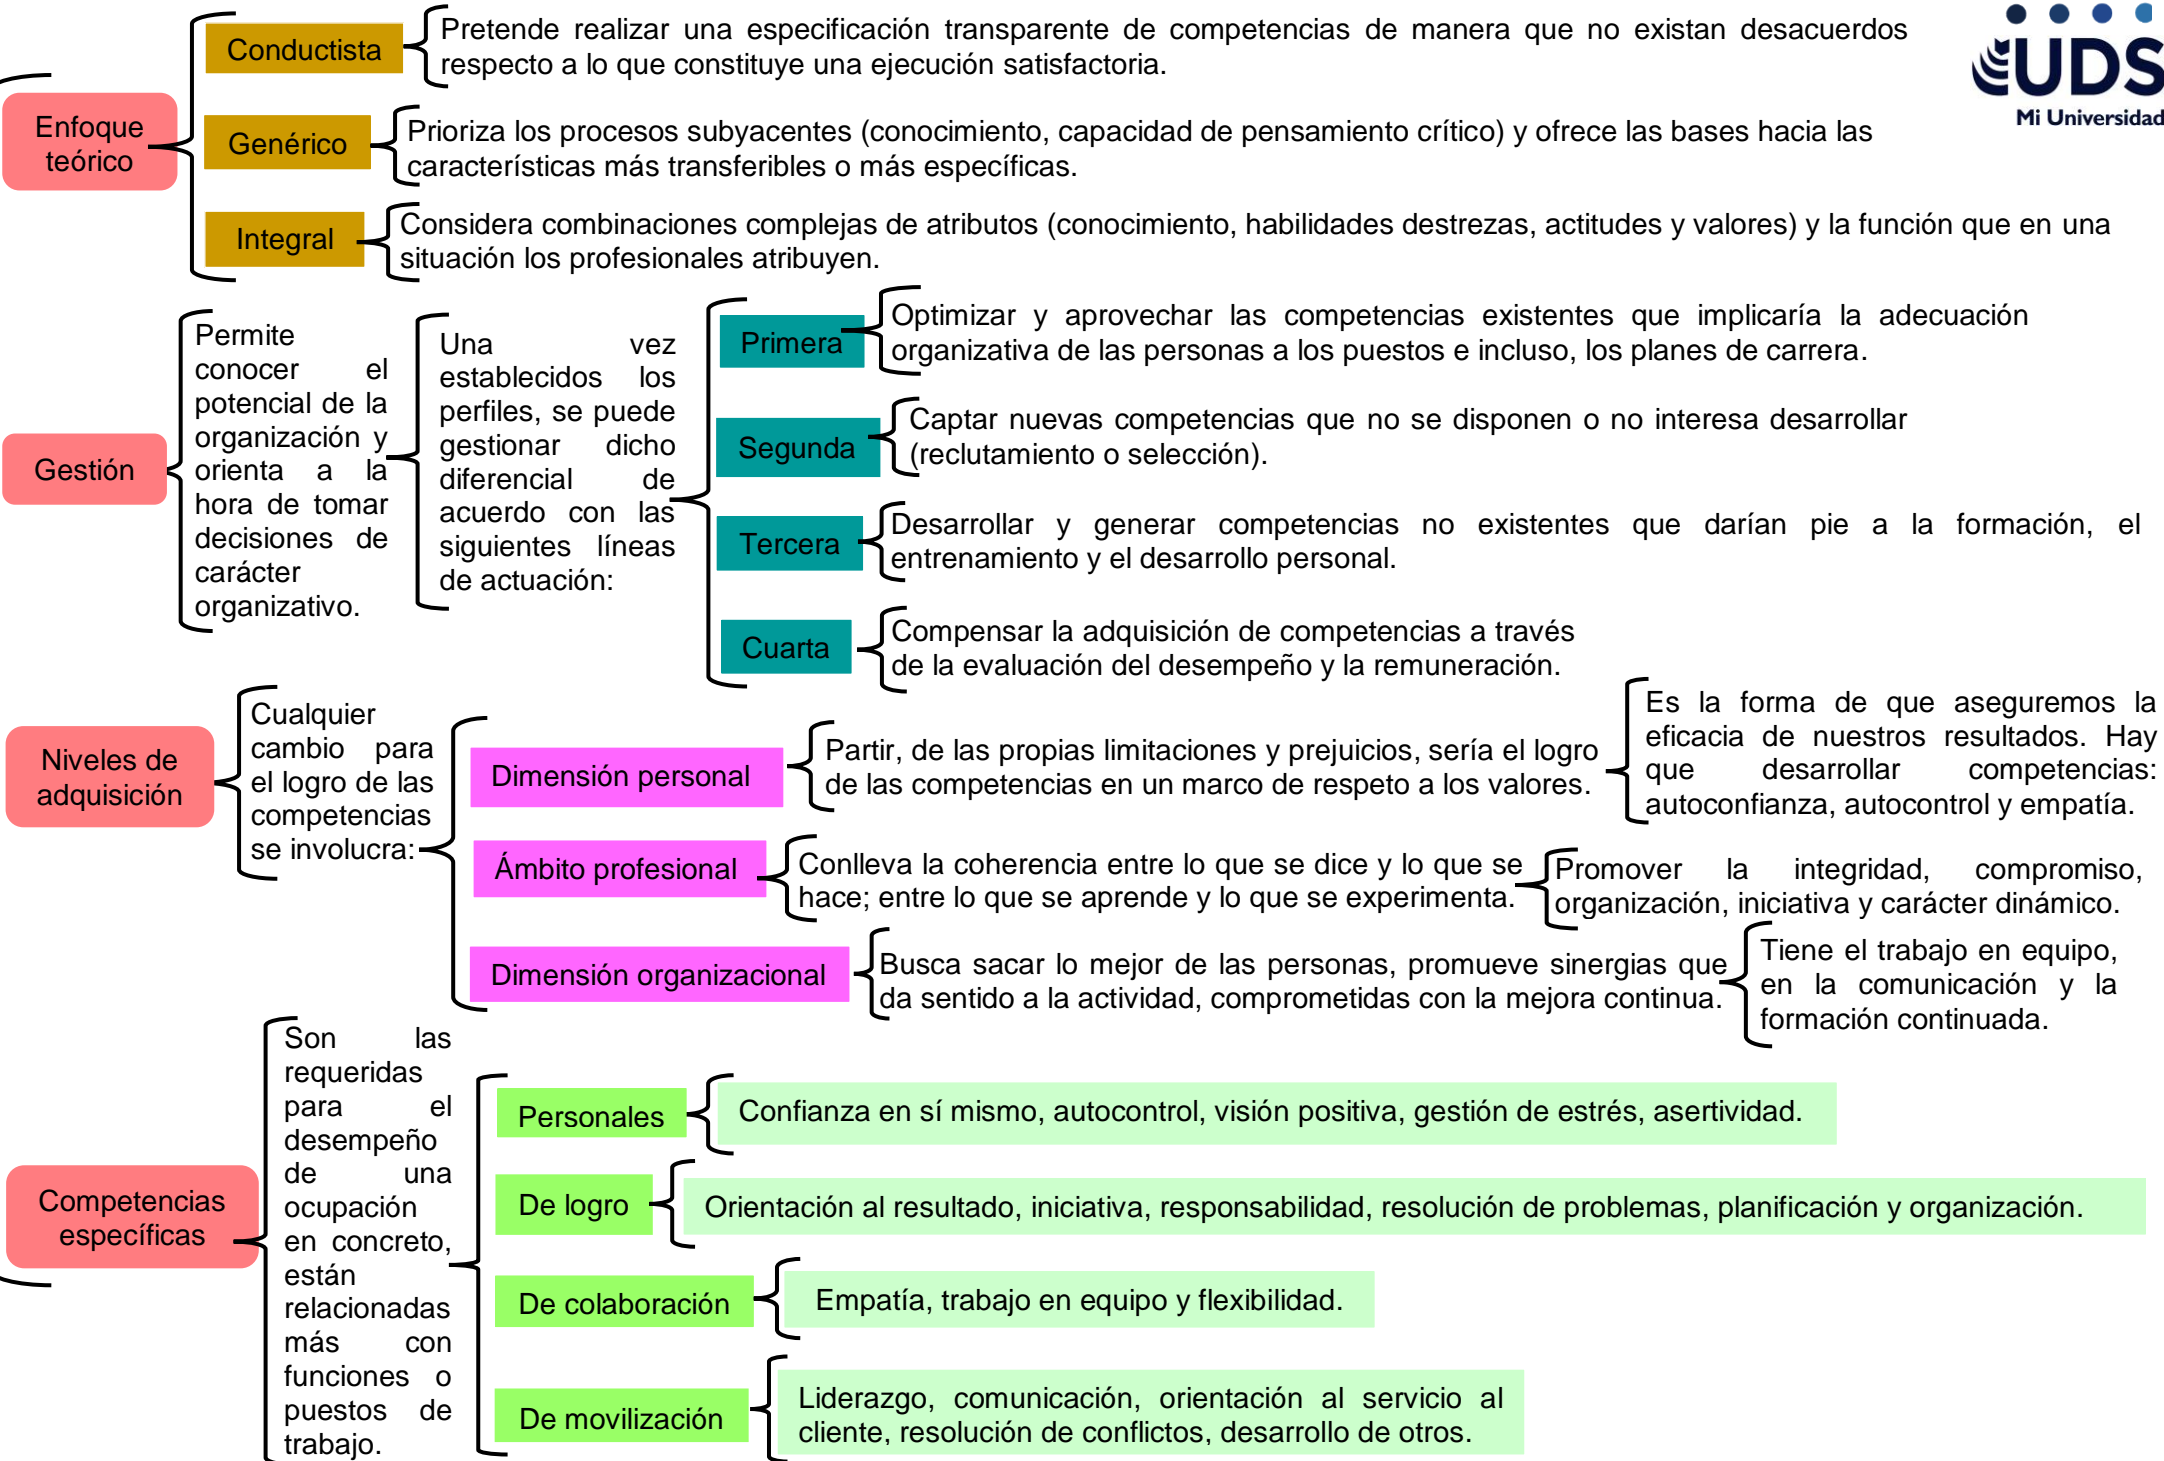 UDS
Mi Universidad
Enfoque
teórico
Conductista
Pretende realizar una especificación transparente de competencias de manera que no existan desacuerdos
respecto a lo que constituye una ejecución satisfactoria.
Genérico
Prioriza los procesos subyacentes (conocimiento, capacidad de pensamiento crítico) y ofrece las bases hacia las
características más transferibles o más específicas.
Integral
Considera combinaciones complejas de atributos (conocimiento, habilidades destrezas, actitudes y valores) y la función que en una
situación los profesionales atribuyen.
Gestión
Permite
conocer el
potencial de la
organización y
orienta a la
hora de tomar
decisiones de
carácter
organizativo.
Una vez
establecidos los
perfiles, se puede
gestionar dicho
diferencial de
acuerdo con las
siguientes líneas
de actuación:
Primera
Optimizar y aprovechar las competencias existentes que implicaría la adecuación
organizativa de las personas a los puestos e incluso, los planes de carrera.
Segunda
Captar nuevas competencias que no se disponen o no interesa desarrollar
(reclutamiento o selección).
Tercera
Desarrollar y generar competencias no existentes que darían pie a la formación, el
entrenamiento y el desarrollo personal.
Cuarta
Compensar la adquisición de competencias a través
de la evaluación del desempeño y la remuneración.
Niveles de
adquisición
Cualquier
cambio para
el logro de las
competencias
se involucra:
Dimensión personal
Partir, de las propias limitaciones y prejuicios, sería el logro
de las competencias en un marco de respeto a los valores.
Es la forma de que aseguremos la
eficacia de nuestros resultados. Hay
que desarrollar competencias:
autoconfianza, autocontrol y empatía.
Ámbito profesional
Conlleva la coherencia entre lo que se dice y lo que se
hace; entre lo que se aprende y lo que se experimenta.
Promover la integridad, compromiso,
organización, iniciativa y carácter dinámico.
Dimensión organizacional
Busca sacar lo mejor de las personas, promueve sinergias que
da sentido a la actividad, comprometidas con la mejora continua.
Tiene el trabajo en equipo,
en la comunicación y la
formación continuada.
Competencias
específicas
Son las
requeridas
para el
desempeño
de una
ocupación
en concreto,
están
relacionadas
más con
funciones o
puestos de
trabajo.
Personales
Confianza en sí mismo, autocontrol, visión positiva, gestión de estrés, asertividad.
De logro
Orientación al resultado, iniciativa, responsabilidad, resolución de problemas, planificación y organización.
De colaboración
Empatía, trabajo en equipo y flexibilidad.
De movilización
Liderazgo, comunicación, orientación al servicio al
cliente, resolución de conflictos, desarrollo de otros.